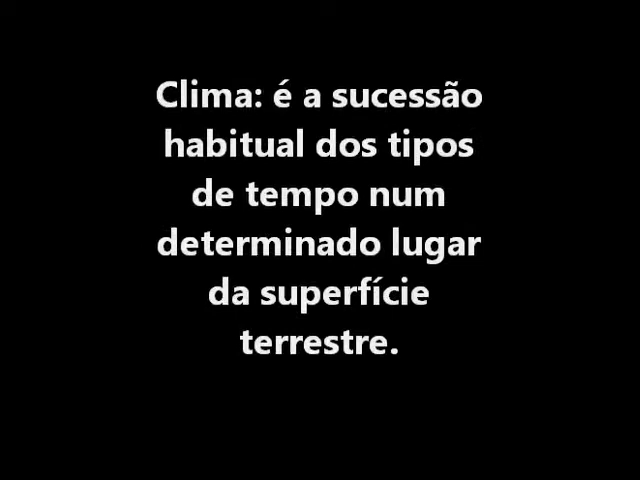 Clima: é a sucessão
habitual dos tipos
de tempo num
determinado lugar
da superfície
terrestre.